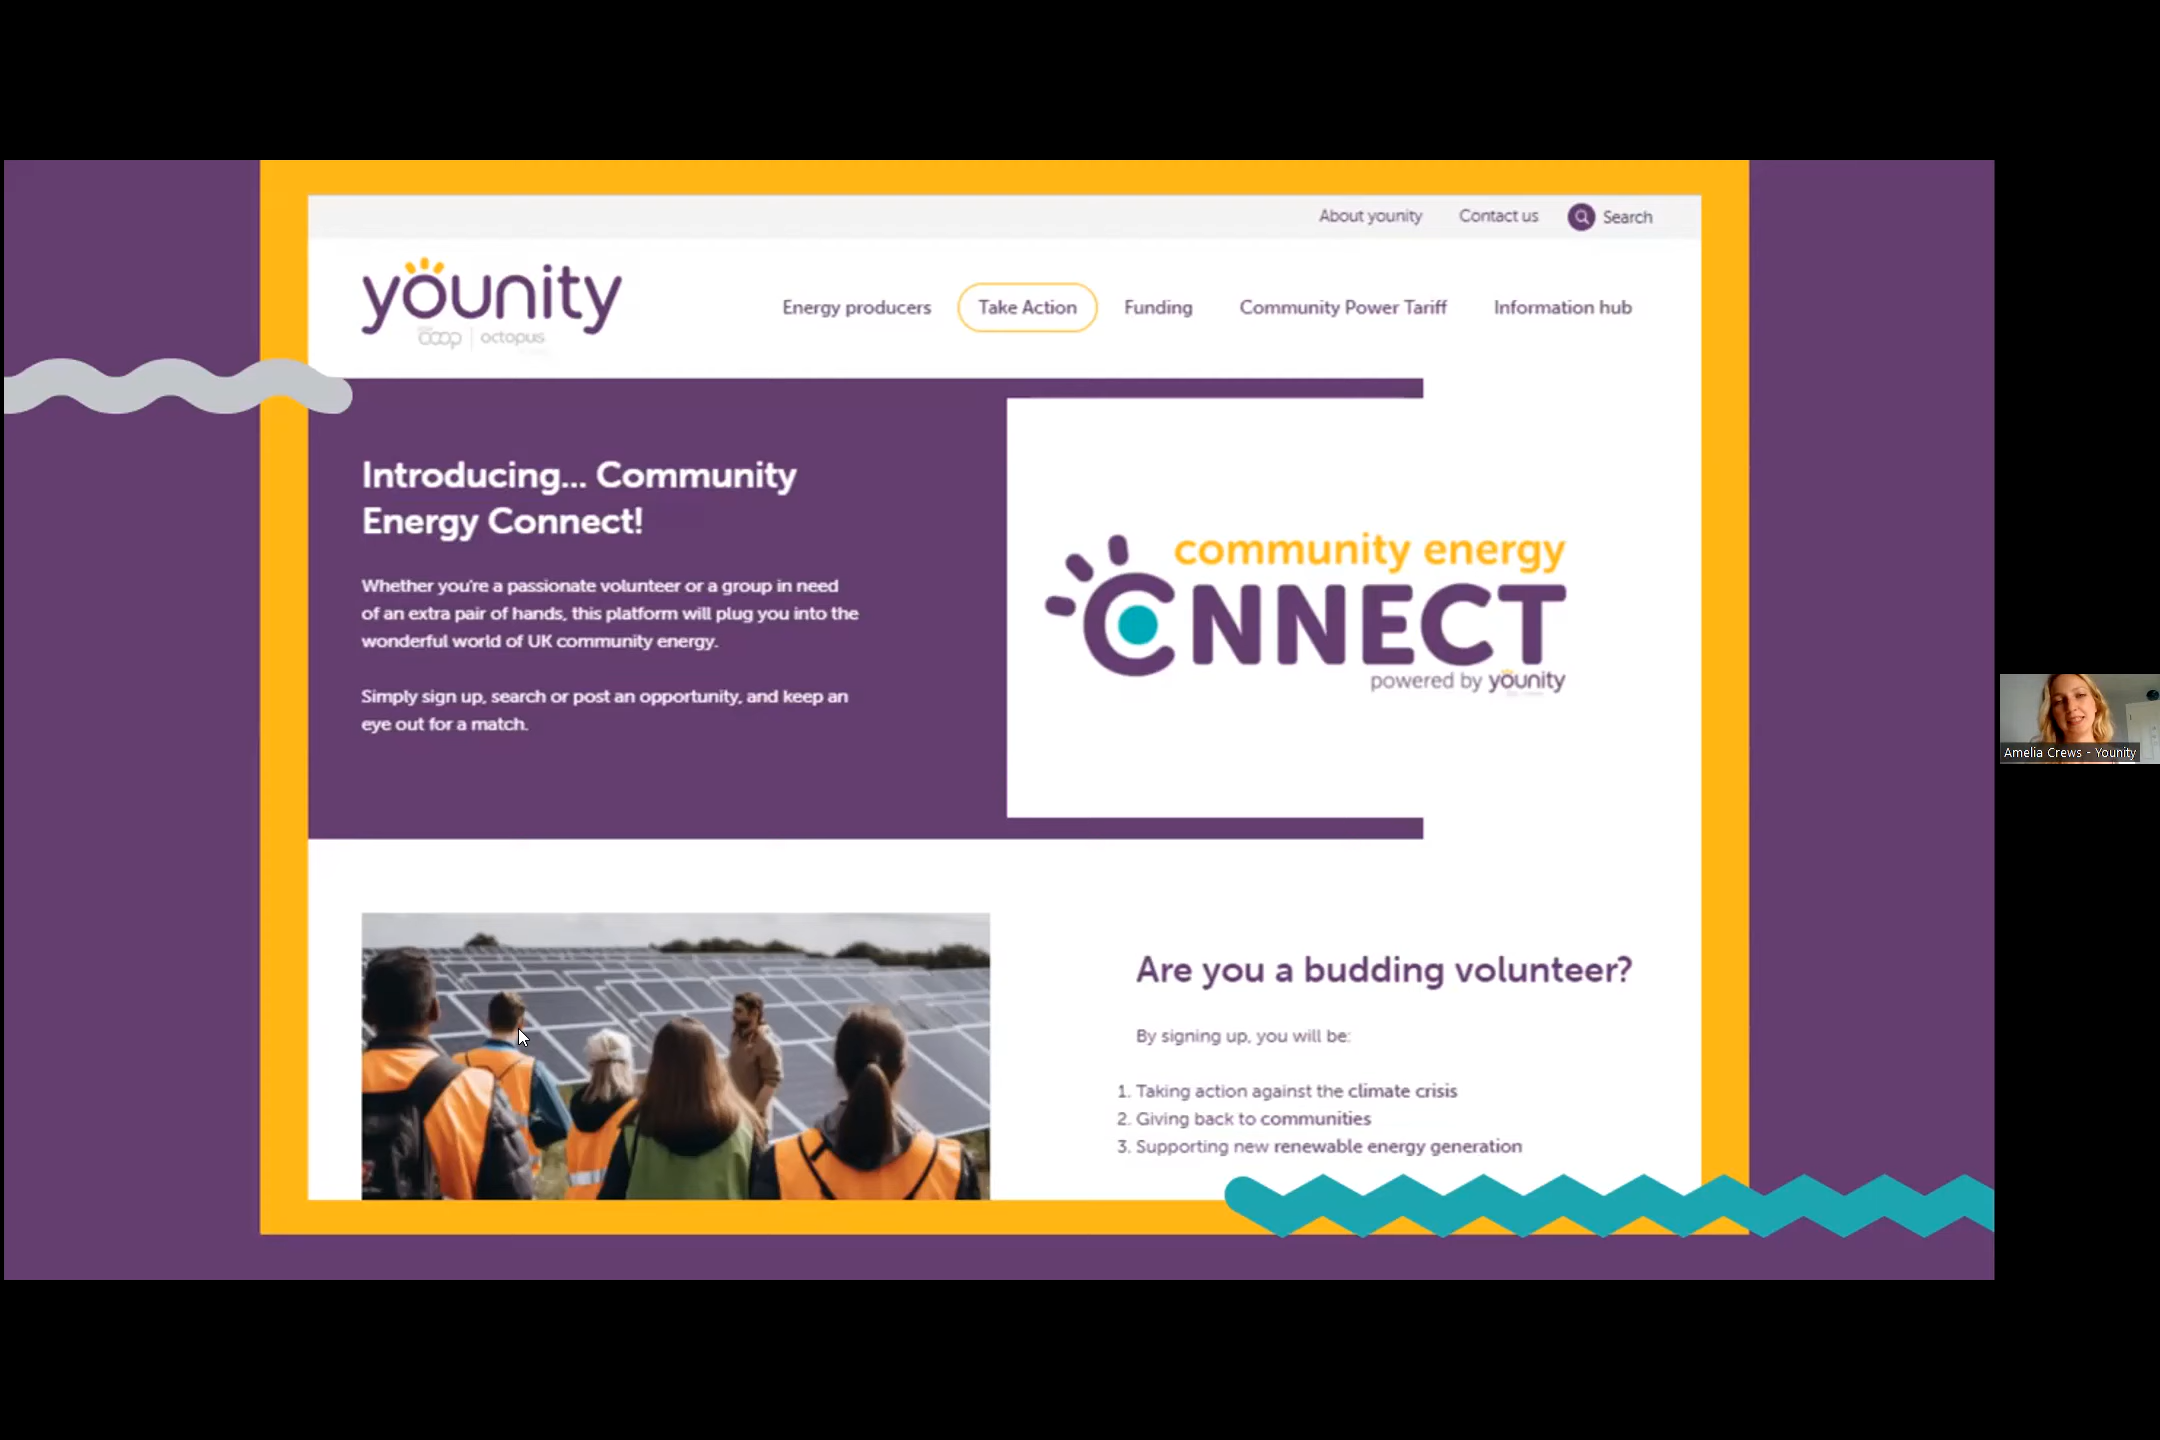 About younity Contact us Search
younity
coop octopus
Energy producers Take Action Funding Community Power Tariff Information hub
Introducing... Community
Energy Connect!
Whether you're a passionate volunteer or a group in need
of an extra pair of hands, this platform will plug you into the
wonderful world of UK community energy.
Simply sign up, search or post an opportunity, and keep an
eye out for a match.
community energy
CNNECT
powered by younity
Amelia Crews - Younity
Are you a budding volunteer?
By signing up, you will be:
1. Taking action against the climate crisis
2. Giving back to communities
3. Supporting new renewable energy generation